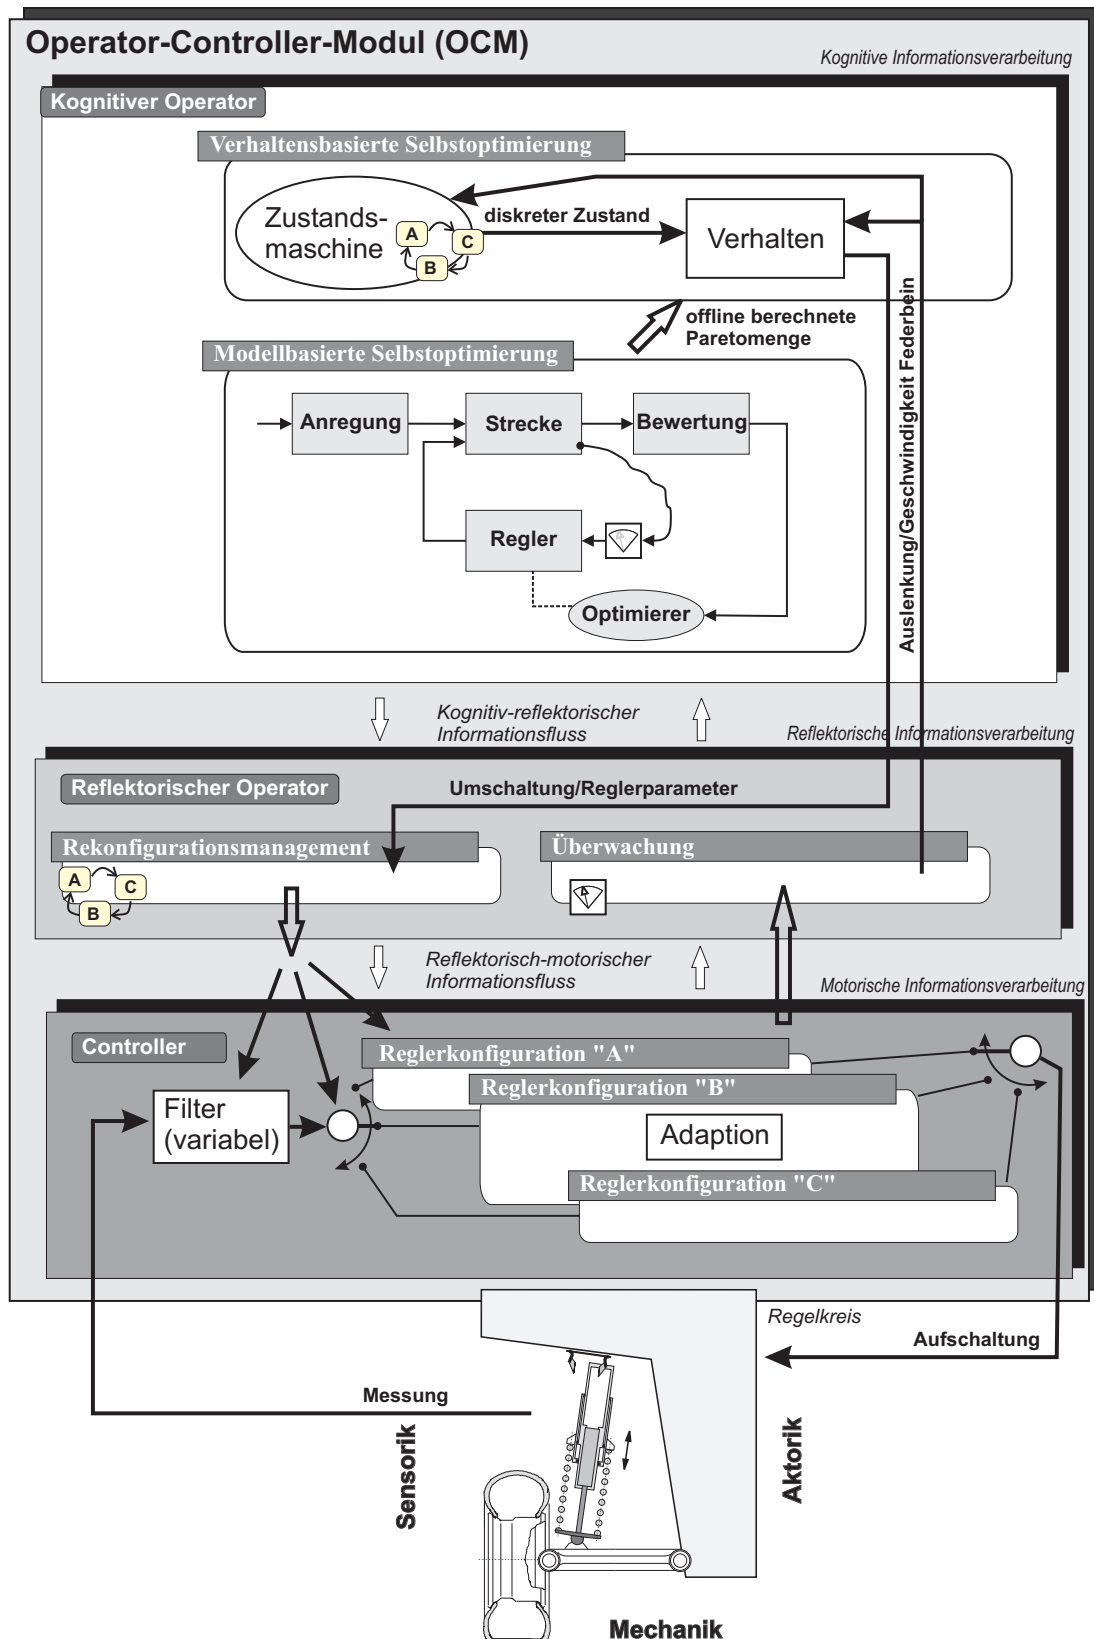 Operator-Controller-Modul (OCM)
Kognitive Informationsverarbeitung
Kognitiver Operator
Verhaltensbasierte Selbstoptimierung
Zustands-
maschine
A
C
B
diskreter Zustand
Verhalten
offline berechnete
Paretomenge
Auslenkung/Geschwindigkeit Federbein
Modellbasierte Selbstoptimierung
Anregung
Strecke
Bewertung
Regler
Optimierer
Kognitiv-reflektorischer
Informationsfluss
Reflektorische Informationsverarbeitung
Reflektorischer Operator
Umschaltung/Reglerparameter
Rekonfigurationsmanagement
A
C
B
Überwachung
Reflektorisch-motorischer
Informationsfluss
Motorische Informationsverarbeitung
Controller
Reglerkonfiguration "A"
Reglerkonfiguration "B"
Filter
(variabel)
Adaption
Reglerkonfiguration "C"
Regelkreis
Aufschaltung
Messung
Sensorik
Aktorik
Mechanik